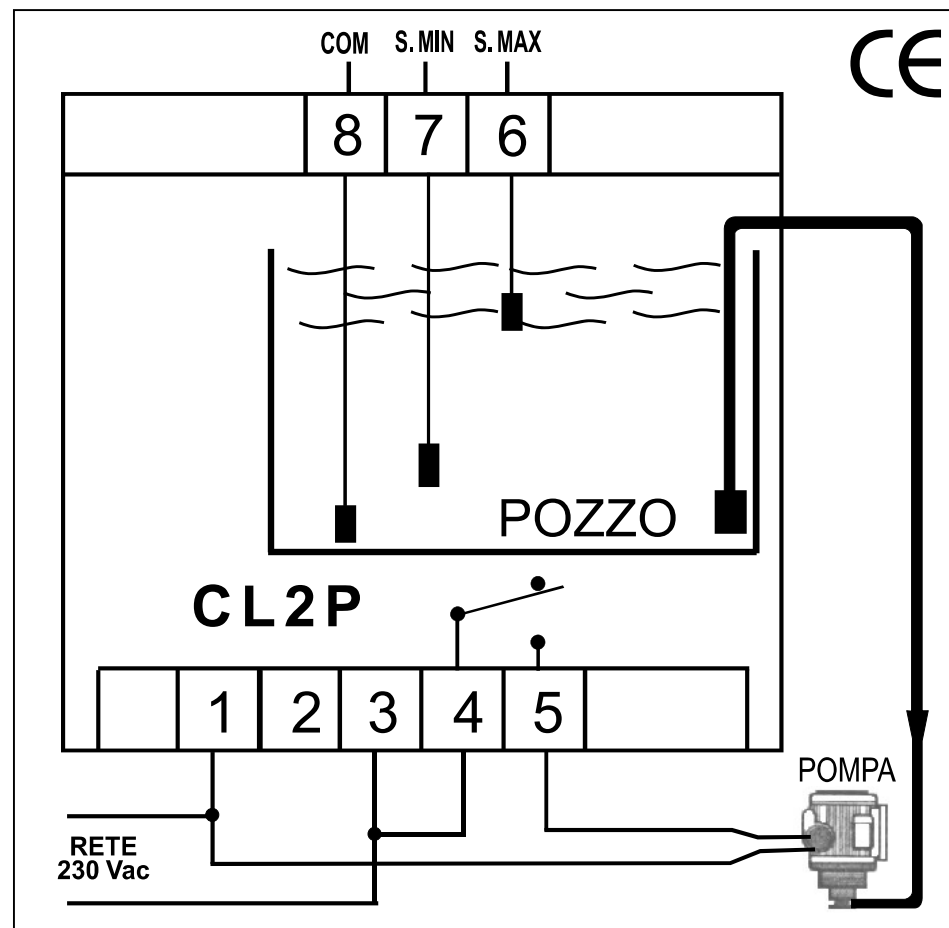 COM S. MIN S. MAX
CE
8 7 6
POZZO
CL2P
1 2 3 4 5
POMPA
RETE
230 Vac